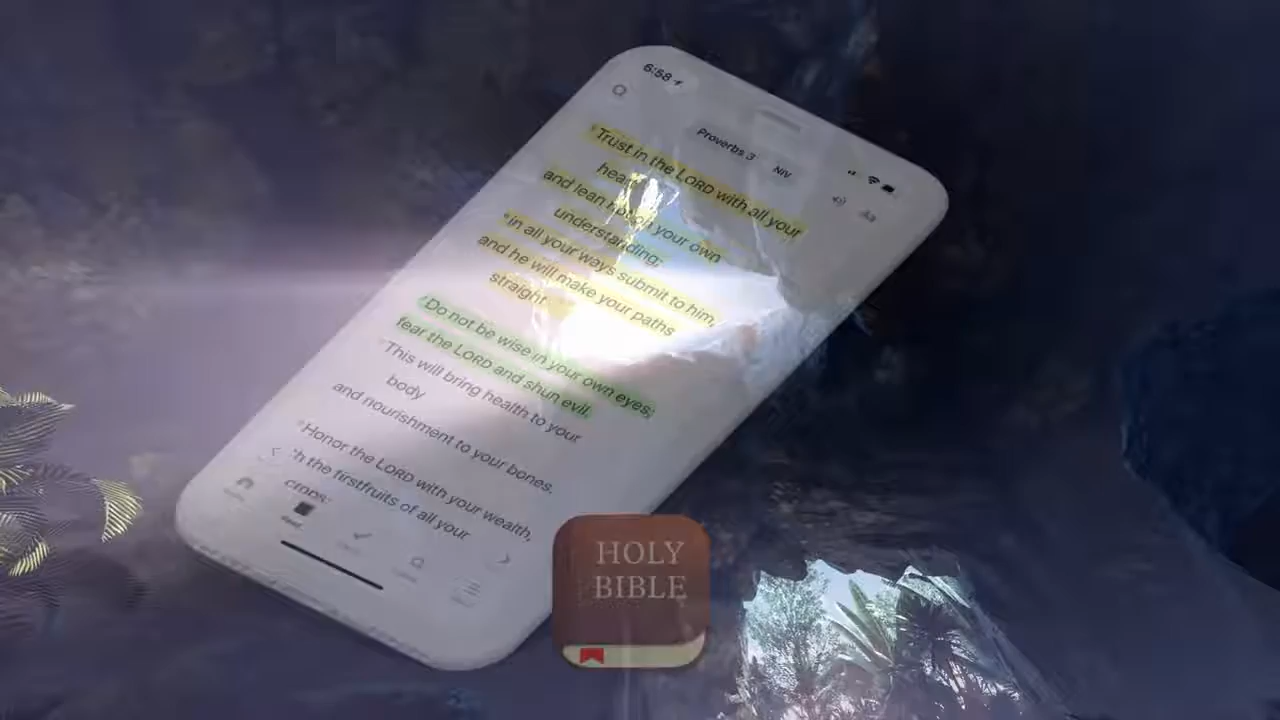 6:58
Proverbs 3 NIV
Trust in the LORD with all your
heart
and lean not on your own
understanding;
in all your ways submit to him,
and he will make your paths
straight
Do not be wise in your own eyes;
fear the LORD and shun evil.
This will bring health to your
body
and nourishment to your bones.
Honor the LORD with your wealth,
the firstfruits of all your
crops
Read
HOLY
BIBLE